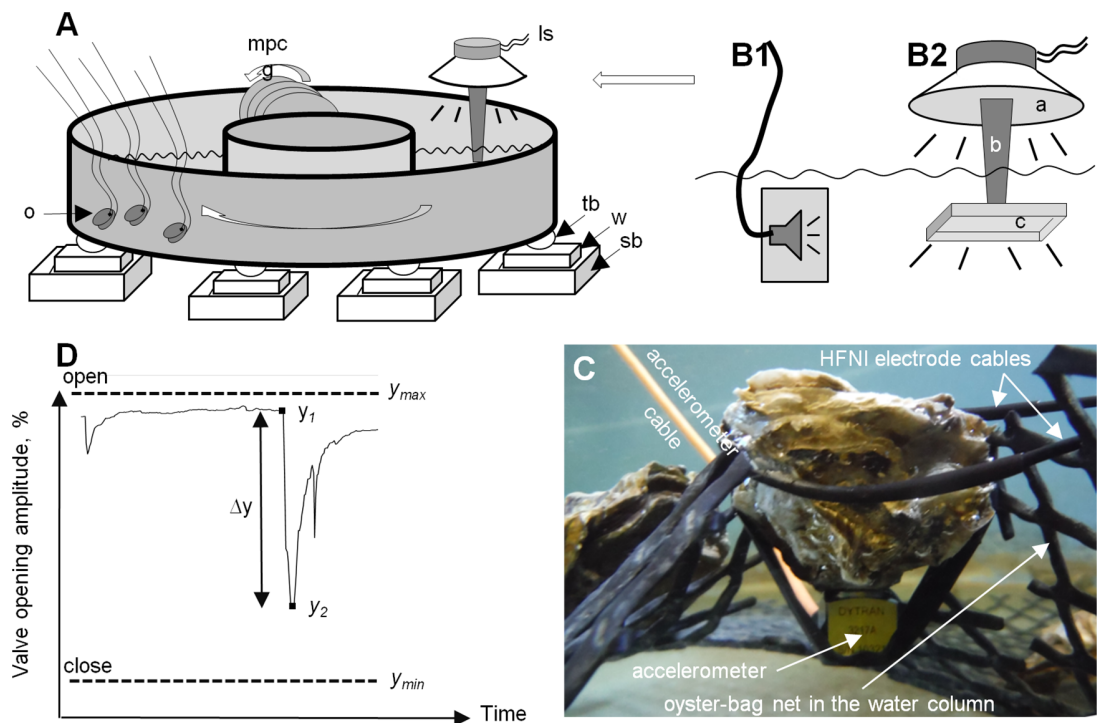 A
mpc
g
ls
o
tb
w
sb
B1
B2
a
b
c
D
open
ymax
y1
Δy
y2
close
ymin
Valve opening amplitude, %
Time
C
accelerometer
cable
HFNI electrode cables
DYTRAN
accelerometer
oyster-bag net in the water column